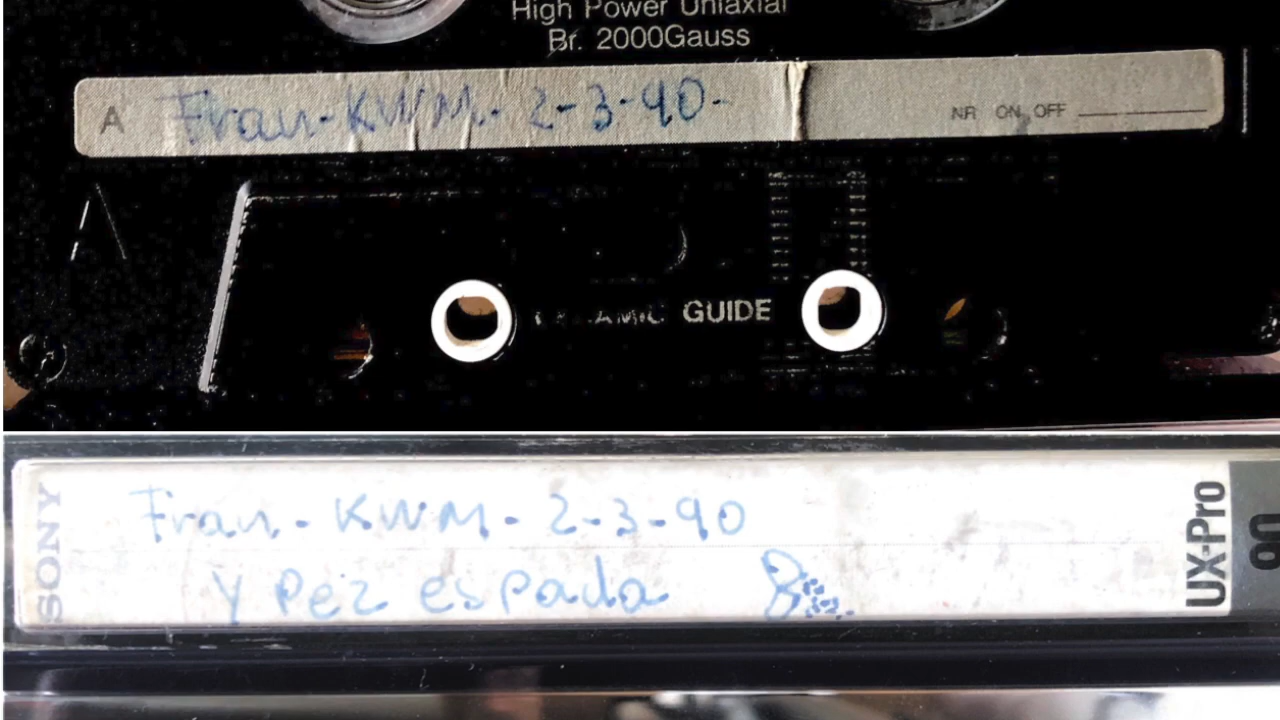 High Power Uniaxial
Br. 2000Gauss
A Fran-KWM-2-3-90-
NR ON OFF
A
GUIDE
SONY
Fran-KWM-2-3-90
y Pez espada
UX-Pro
90